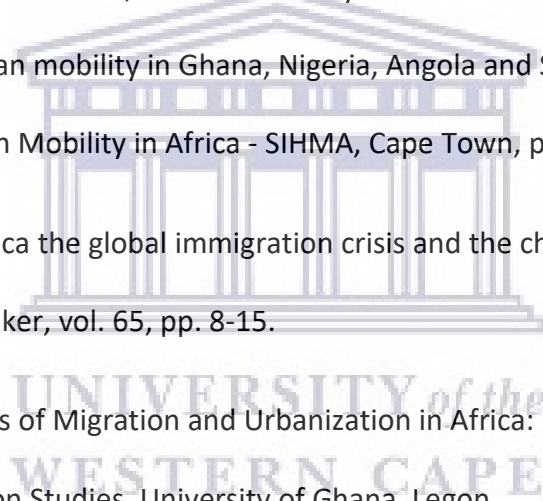 an mobility in Ghana, Nigeria, Angola and S
n Mobility in Africa - SIHMA, Cape Town, p
ca the global immigration crisis and the ch
ker, vol. 65, pp. 8-15.
UNIVERSITY of the
s of Migration and Urbanization in Africa:
WESTERN CAPE
on Studies, University of Ghana, Legon